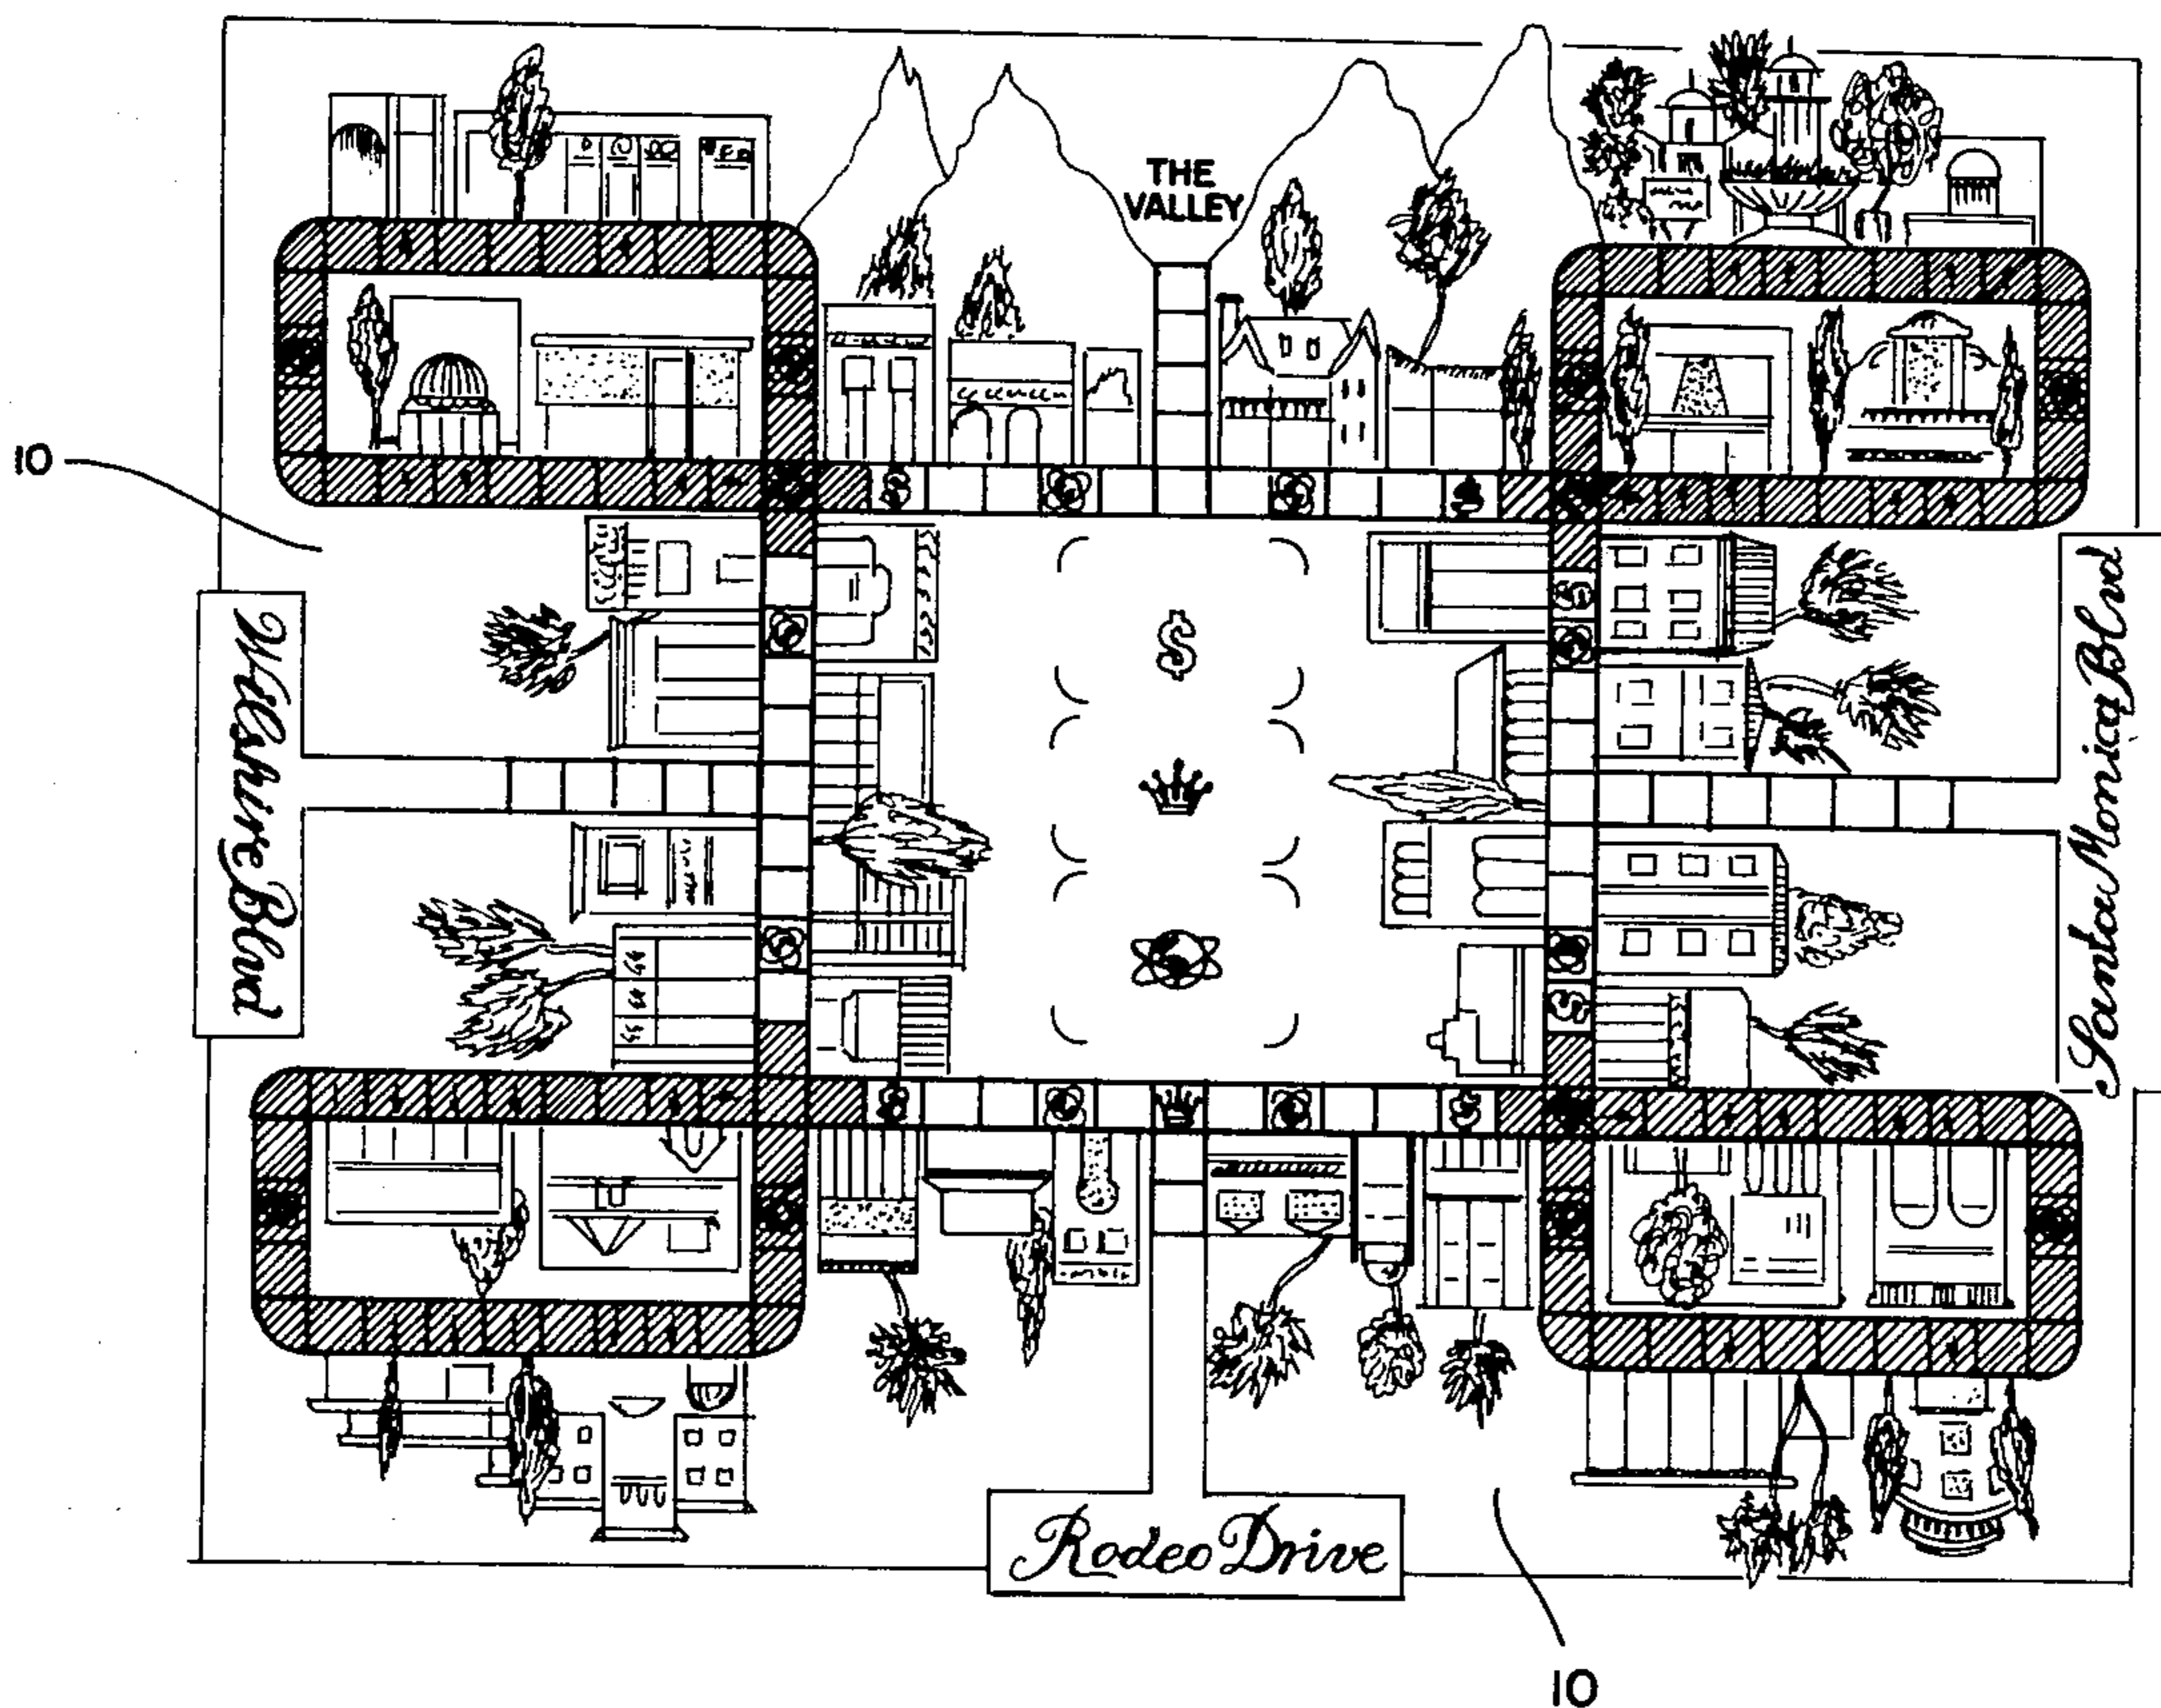 THE
VALLEY
10
$
Wilshire Blvd
Santa Monica Blvd
Rodeo Drive
10